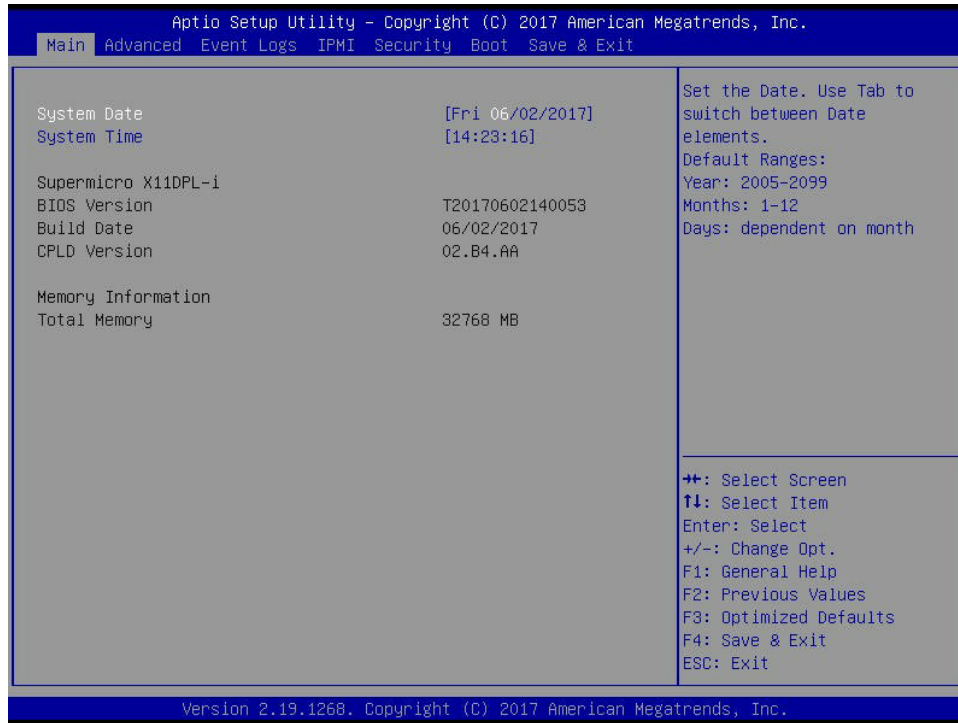 Aptio Setup Utility – Copyright (C) 2017 American Megatrends, Inc.
Main Advanced Event Logs IPMI Security Boot Save & Exit
System Date [Fri 06/02/2017]
System Time [14:23:16]
Supermicro X11DPL-i
BIOS Version T20170602140053
Build Date 06/02/2017
CPLD Version 02.B4.AA
Memory Information
Total Memory 32768 MB
Set the Date. Use Tab to
switch between Date
elements.
Default Ranges:
Year: 2005-2099
Months: 1-12
Days: dependent on month
→←: Select Screen
↑↓: Select Item
Enter: Select
+/-: Change Opt.
F1: General Help
F2: Previous Values
F3: Optimized Defaults
F4: Save & Exit
ESC: Exit
Version 2.19.1268. Copyright (C) 2017 American Megatrends, Inc.